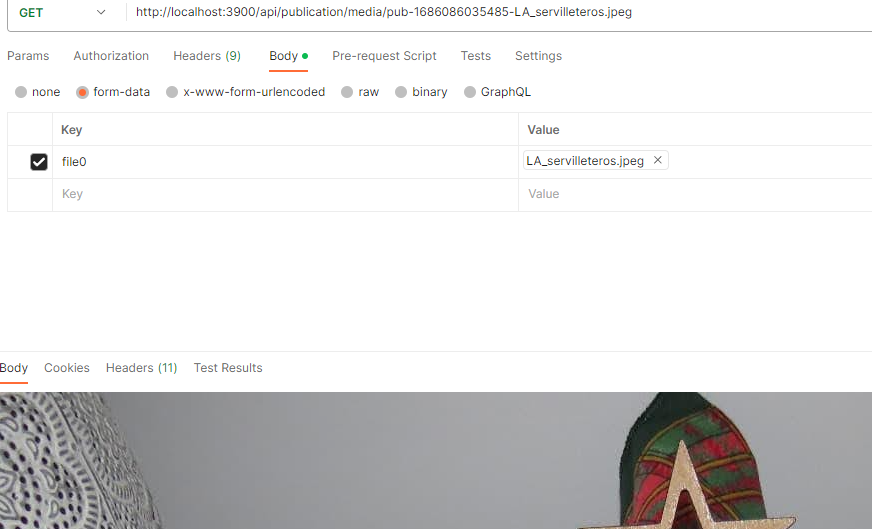 GET http://localhost:3900/api/publication/media/pub-1686086035485-LA_servilleteros.jpeg
Params Authorization Headers (9) Body Pre-request Script Tests Settings
none form-data x-www-form-urlencoded raw binary GraphQL
Key Value
file0 LA_servilleteros.jpeg
Key Value
Body Cookies Headers (11) Test Results